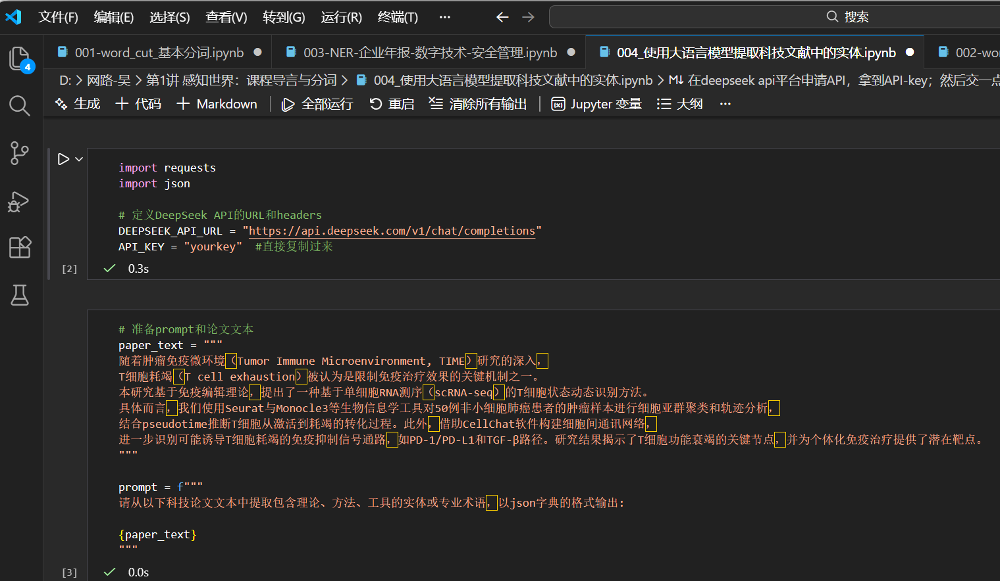 文件(F) 编辑(E) 选择(S) 查看(V) 转到(G) 运行(R) 终端(T) ··· 搜索
001-word_cut_基本分词.ipynb 003-NER-企业年报-数字技术-安全管理.ipynb 004_使用大语言模型提取科技文献中的实体.ipynb 002-wo
4
D: > 网路-吴 > 第1讲 感知世界：课程导言与分词 > 004_使用大语言模型提取科技文献中的实体.ipynb > M↓ 在deepseek api平台申请API，拿到API-key；然后交一点
生成 + 代码 + Markdown 全部运行 重启 清除所有输出 Jupyter 变量 大纲 ···
import requests
import json
# 定义DeepSeek API的URL和headers
DEEPSEEK_API_URL = "https://api.deepseek.com/v1/chat/completions"
API_KEY = "yourkey"  #直接复制过来
[2] 0.3s
# 准备prompt和论文文本
paper_text = """
随着肿瘤免疫微环境（Tumor Immune Microenvironment, TIME）研究的深入，
T细胞耗竭（T cell exhaustion）被认为是限制免疫治疗效果的关键机制之一。
本研究基于免疫编辑理论，提出了一种基于单细胞RNA测序（scRNA-seq）的T细胞状态动态识别方法。
具体而言，我们使用Seurat与Monocle3等生物信息学工具对50例非小细胞肺癌患者的肿瘤样本进行细胞亚群聚类和轨迹分析，
结合pseudotime推断T细胞从激活到耗竭的转化过程。此外，借助CellChat软件构建细胞间通讯网络，
进一步识别可能诱导T细胞耗竭的免疫抑制信号通路，如PD-1/PD-L1和TGF-β路径。研究结果揭示了T细胞功能衰竭的关键节点，并为个体化免疫治疗提供了潜在靶点。
"""
prompt = f"""
请从以下科技论文文本中提取包含理论、方法、工具的实体或专业术语，以json字典的格式输出:
{paper_text}
"""
[3] 0.0s